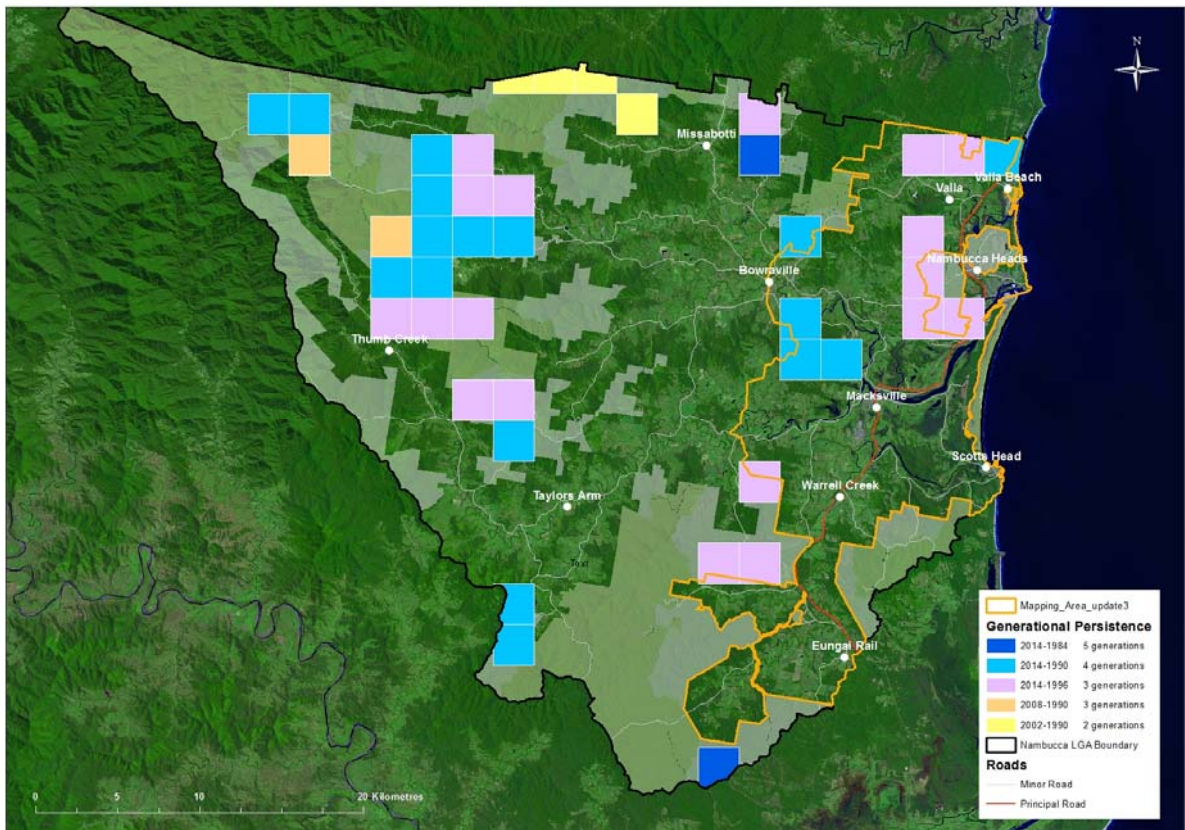 N
Missabotti
Valla Beach
Valla
Nambucca Heads
Bowraville
Thumb Creek
Macksville
Scotts Head
Warrell Creek
Taylors Arm
Text
Eungai Rail
Mapping_Area_update3
Generational Persistence
2014-1984 5 generations
2014-1990 4 generations
2014-1996 3 generations
2008-1990 3 generations
2002-1990 2 generations
Nambucca LGA Boundary
Roads
Minor Road
Principal Road
0 5 10 20 Kilometres